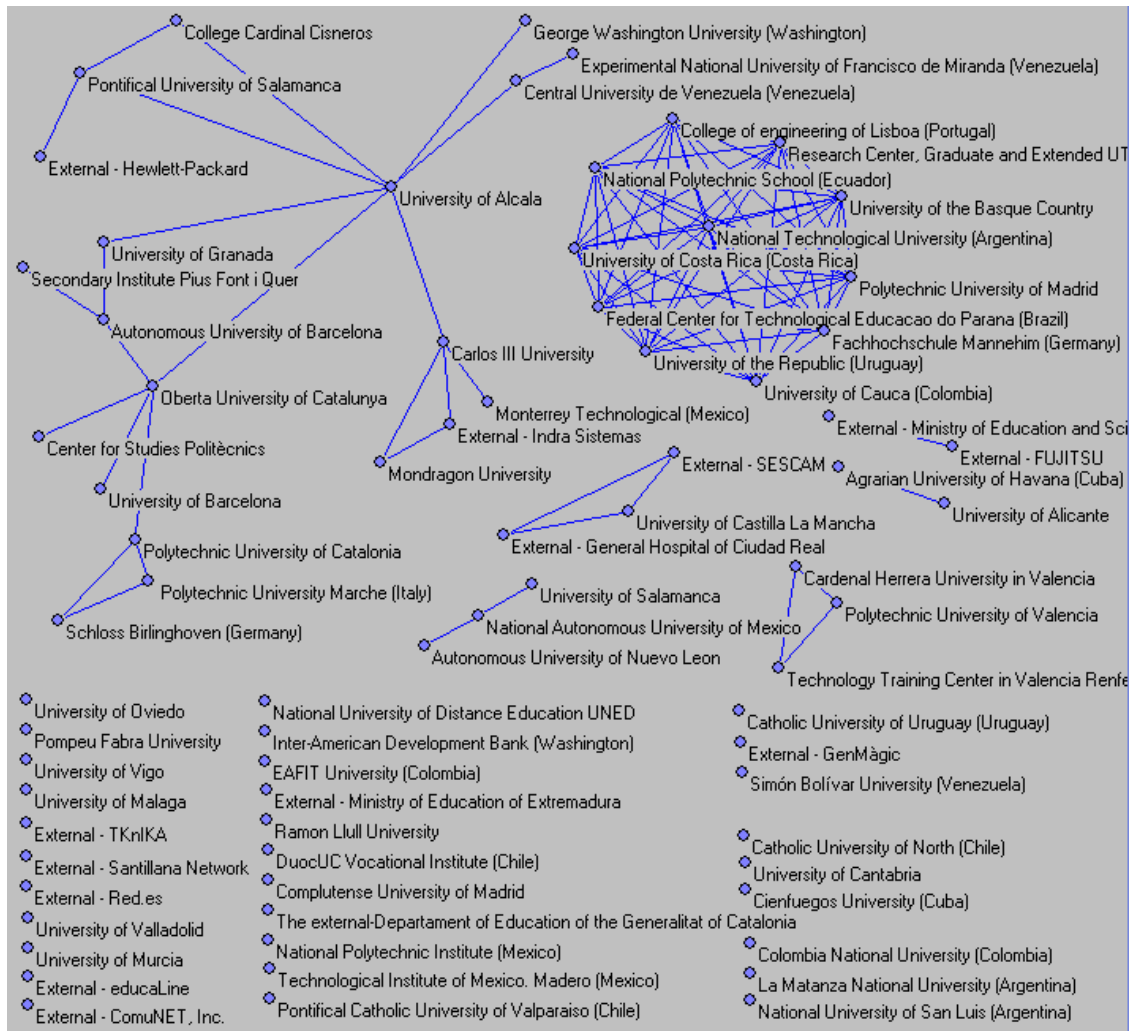 College Cardinal Cisneros
George Washington University (Washington)
Experimental National University of Francisco de Miranda (Venezuela)
Pontifical University of Salamanca
Central University de Venezuela (Venezuela)
College of engineering of Lisboa (Portugal)
Research Center, Graduate and Extended UT
External - Hewlett-Packard
National Polytechnic School (Ecuador)
University of Alcala
University of the Basque Country
National Technological University (Argentina)
University of Granada
University of Costa Rica (Costa Rica)
Secondary Institute Pius Font i Quer
Polytechnic University of Madrid
Federal Center for Technological Educacao do Parana (Brazil)
Autonomous University of Barcelona
Fachhochschule Mannehim (Germany)
Carlos III University
University of the Republic (Uruguay)
Oberta University of Catalunya
University of Cauca (Colombia)
Monterrey Technological (Mexico)
External - Ministry of Education and Sci
External - Indra Sistemas
Center for Studies Politècnics
External - FUJITSU
Mondragon University
External - SESCAM
Agrarian University of Havana (Cuba)
University of Barcelona
University of Alicante
University of Castilla La Mancha
Polytechnic University of Catalonia
External - General Hospital of Ciudad Real
Cardenal Herrera University in Valencia
Polytechnic University Marche (Italy)
University of Salamanca
Polytechnic University of Valencia
Schloss Birlinghoven (Germany)
National Autonomous University of Mexico
Autonomous University of Nuevo Leon
Technology Training Center in Valencia Renfe
University of Oviedo
Pompeu Fabra University
University of Vigo
University of Malaga
External - TKnIKA
External - Santillana Network
External - Red.es
University of Valladolid
University of Murcia
External - educaLine
External - ComuNET, Inc.
National University of Distance Education UNED
Inter-American Development Bank (Washington)
EAFIT University (Colombia)
External - Ministry of Education of Extremadura
Ramon Llull University
DuocUC Vocational Institute (Chile)
Complutense University of Madrid
The external-Departament of Education of the Generalitat of Catalonia
National Polytechnic Institute (Mexico)
Technological Institute of Mexico. Madero (Mexico)
Pontifical Catholic University of Valparaiso (Chile)
Catholic University of Uruguay (Uruguay)
External - GenMàgic
Simón Bolívar University (Venezuela)
Catholic University of North (Chile)
University of Cantabria
Cienfuegos University (Cuba)
Colombia National University (Colombia)
La Matanza National University (Argentina)
National University of San Luis (Argentina)